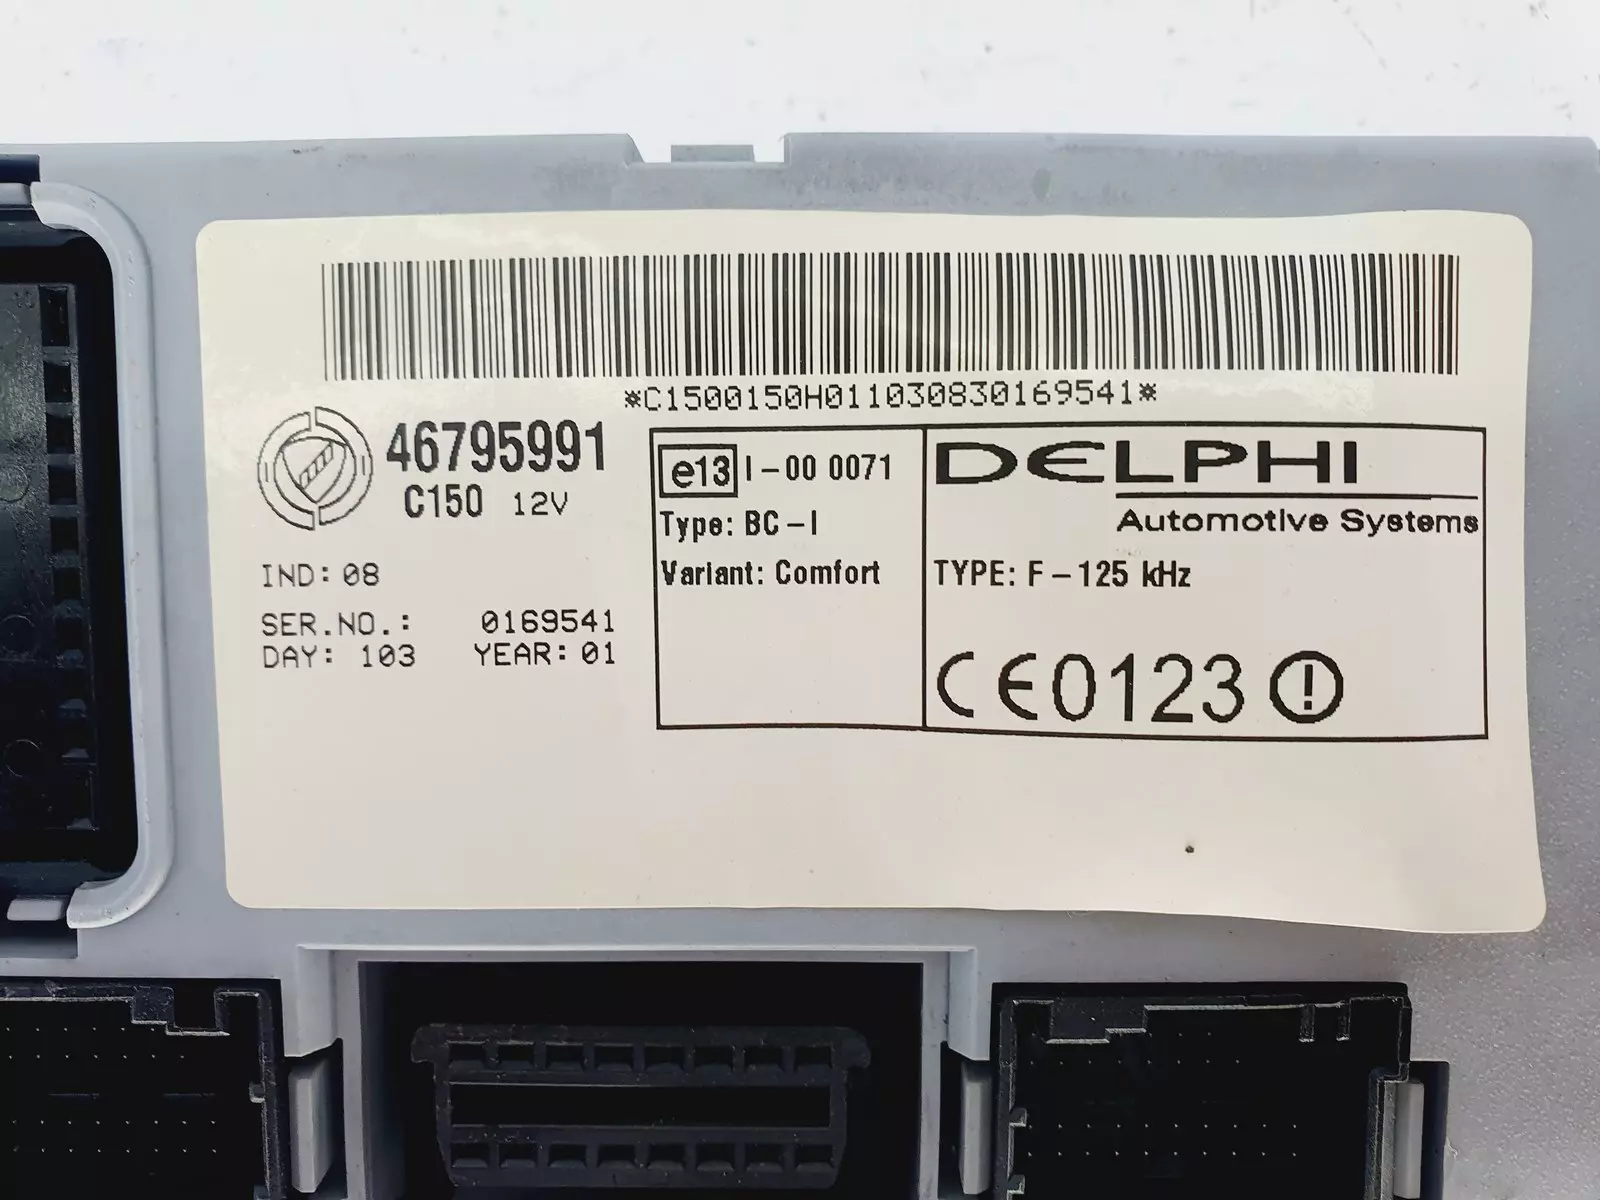 *C1500150H011030830169541*
46795991
C150 12V
IND: 08
SER.NO.: 0169541
DAY: 103 YEAR: 01
e13 I-00 0071
Type: BC-I
Variant: Comfort
DELPHI
Automotive Systems
TYPE: F-125 kHz
CE0123